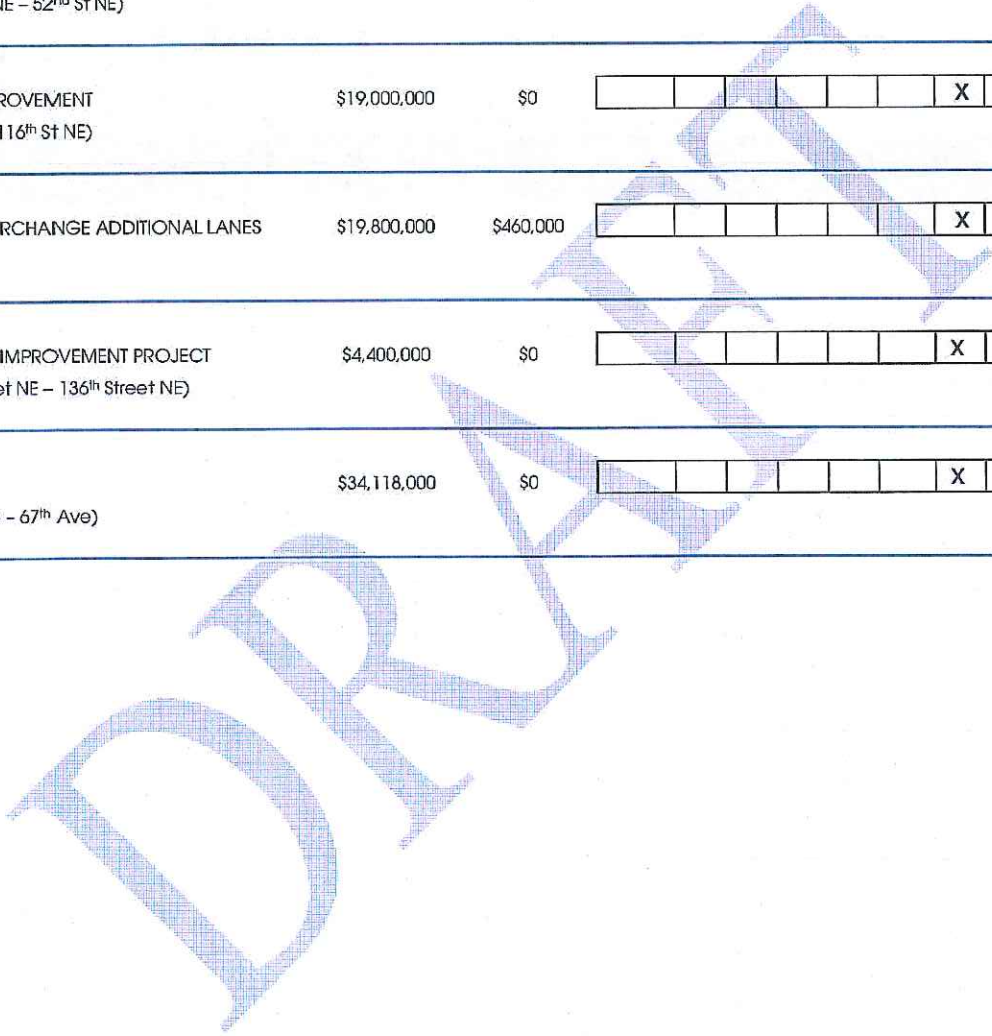 NE – 52nd St NE)
ROVEMENT $19,000,000 $0 X
116th St NE)
RCHANGE ADDITIONAL LANES $19,800,000 $460,000 X
IMPROVEMENT PROJECT $4,400,000 $0 X
et NE – 136th Street NE)
$34,118,000 $0 X
– 67th Ave)
DRAFT